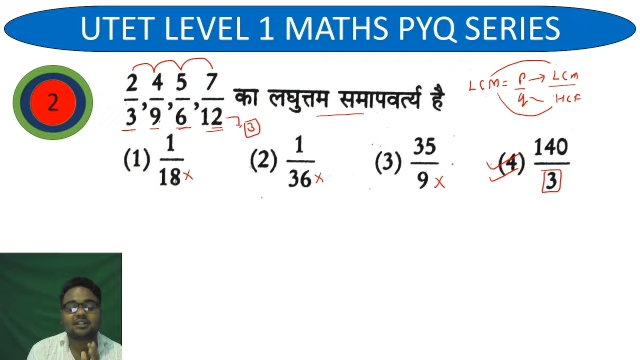 UTET LEVEL 1 MATHS PYQ SERIES
2
2/3, 4/9, 5/6, 7/12 का लघुत्तम समापवर्त्य है
3
LCM = P/q → LCM/HCF
(1) 1/18 x (2) 1/36 x (3) 35/9 x (4) 140/3